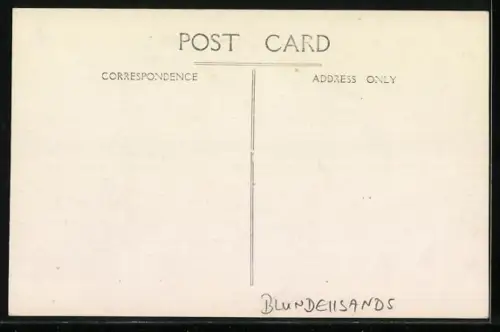 POST CARD
CORRESPONDENCE ADDRESS ONLY
BLUNDEllSANDS